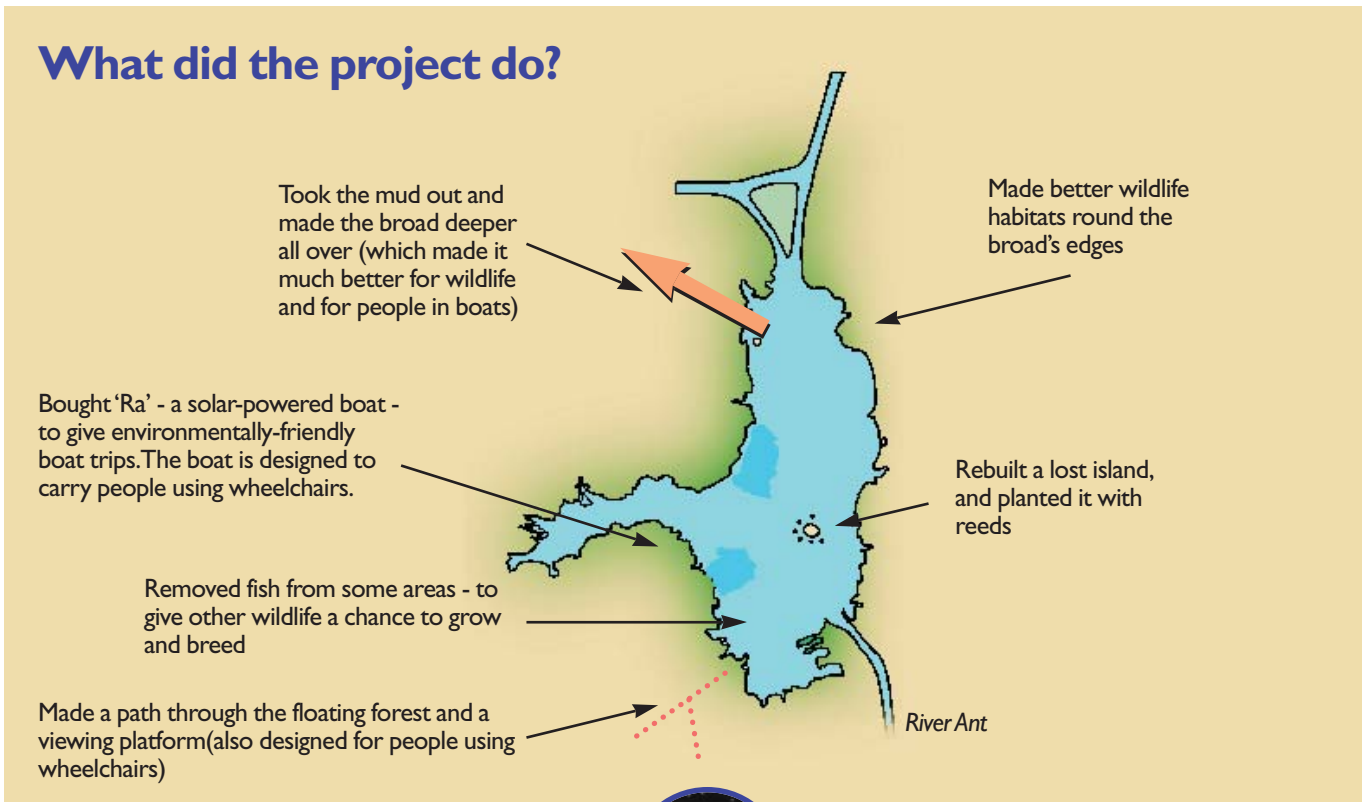 What did the project do?
Took the mud out and
made the broad deeper
all over (which made it
much better for wildlife
and for people in boats)
Made better wildlife
habitats round the
broad's edges
Bought 'Ra' - a solar-powered boat -
to give environmentally-friendly
boat trips.The boat is designed to
carry people using wheelchairs.
Rebuilt a lost island,
and planted it with
reeds
Removed fish from some areas - to
give other wildlife a chance to grow
and breed
Made a path through the floating forest and a
viewing platform(also designed for people using
wheelchairs)
River Ant